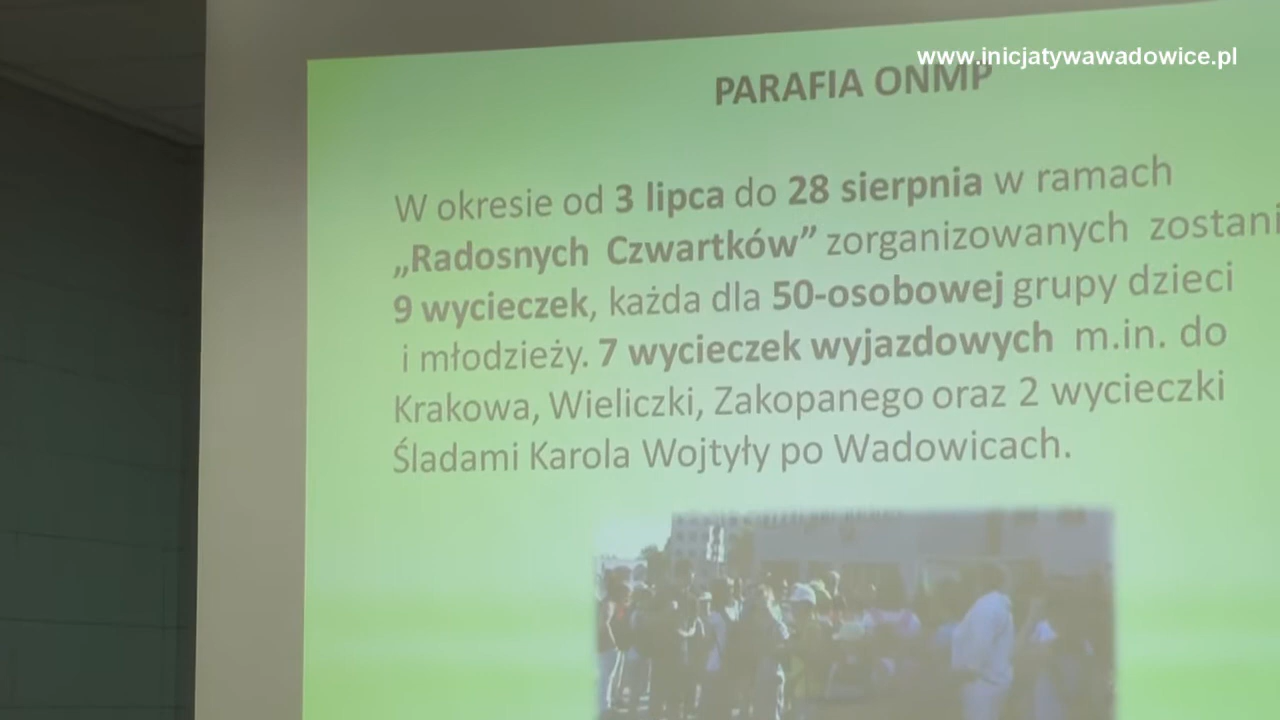 www.inicjatywawadowice.pl
PARAFIA ONMP
W okresie od 3 lipca do 28 sierpnia w ramach
„Radosnych Czwartków” zorganizowanych zostani
9 wycieczek, każda dla 50-osobowej grupy dzieci
i młodzieży. 7 wycieczek wyjazdowych m.in. do
Krakowa, Wieliczki, Zakopanego oraz 2 wycieczki
Śladami Karola Wojtyły po Wadowicach.